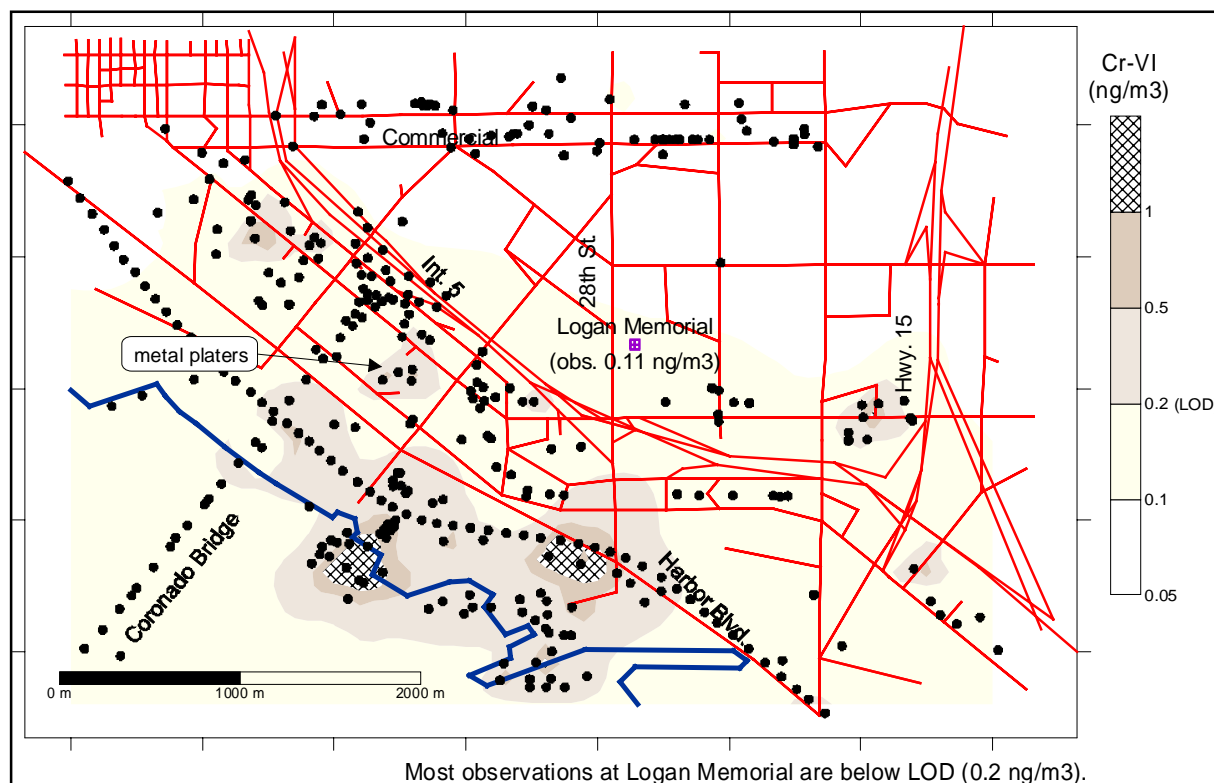 Cr-VI
(ng/m3)
Commercial
1
Int. 5
28th St.
Hwy. 15
0.5
Logan Memorial
(obs. 0.11 ng/m3)
metal platers
0.2 (LOD
0.1
Coronado Bridge
Harbor Blvd.
0.05
0 m
1000 m
2000 m
Most observations at Logan Memorial are below LOD (0.2 ng/m3).